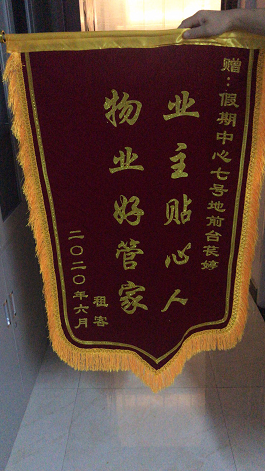 赠：假期中心七号地前台苌婷
业主贴心人
物业好管家
租客
二〇二〇年六月